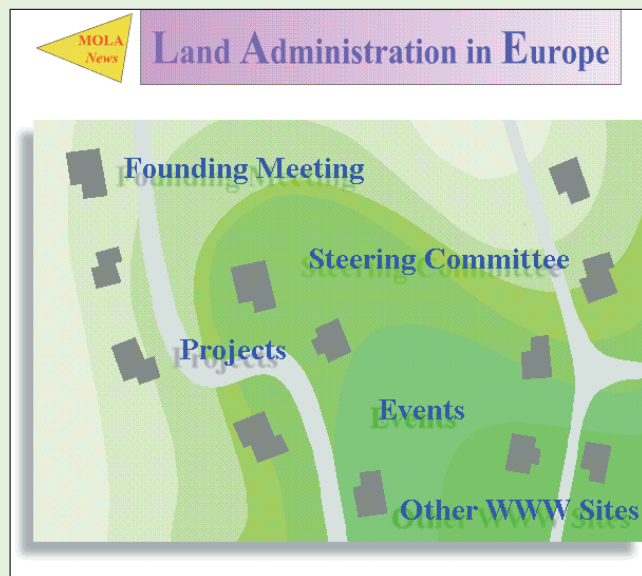 MOLA
News
Land Administration in Europe
Founding Meeting
Steering Committee
Projects
Events
Other WWW Sites